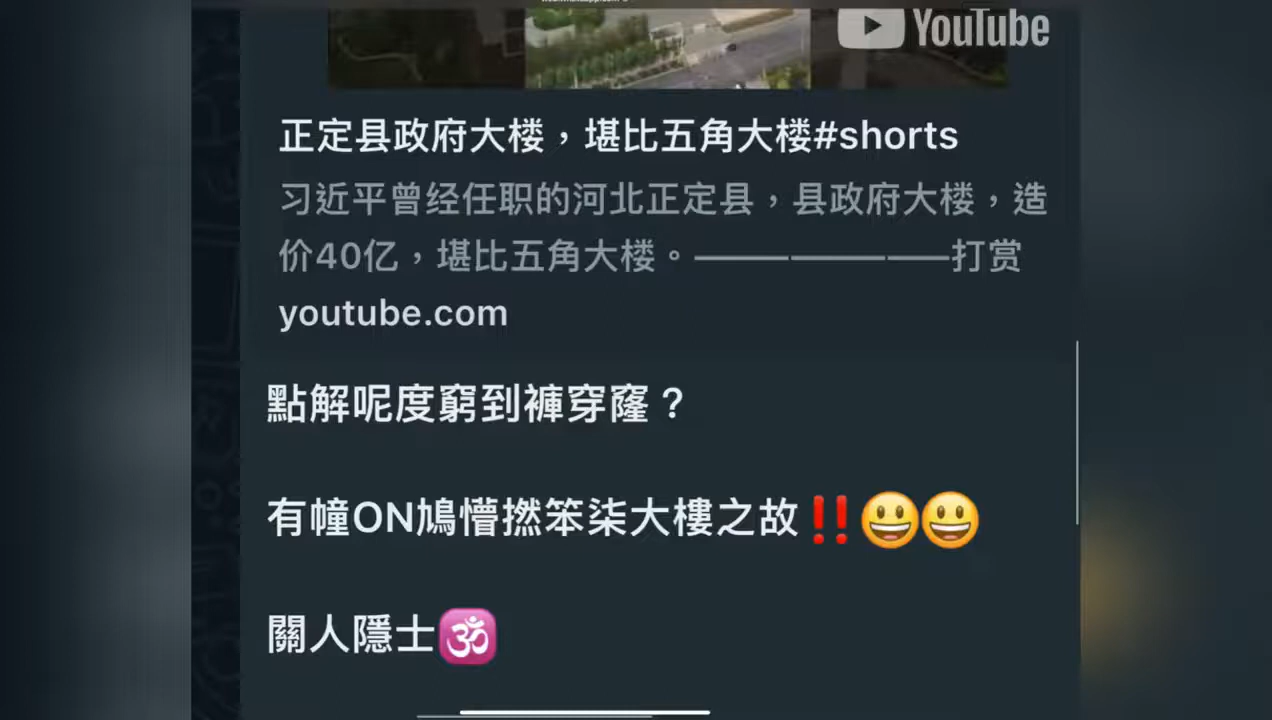 YouTube
正定县政府大楼，堪比五角大楼#shorts
习近平曾经任职的河北正定县，县政府大楼，造
价40亿，堪比五角大楼。——————打赏
youtube.com
點解呢度窮到褲穿窿？
有幢ON鳩懵撚笨柒大樓之故‼️😃😃
關人隱士🕉️